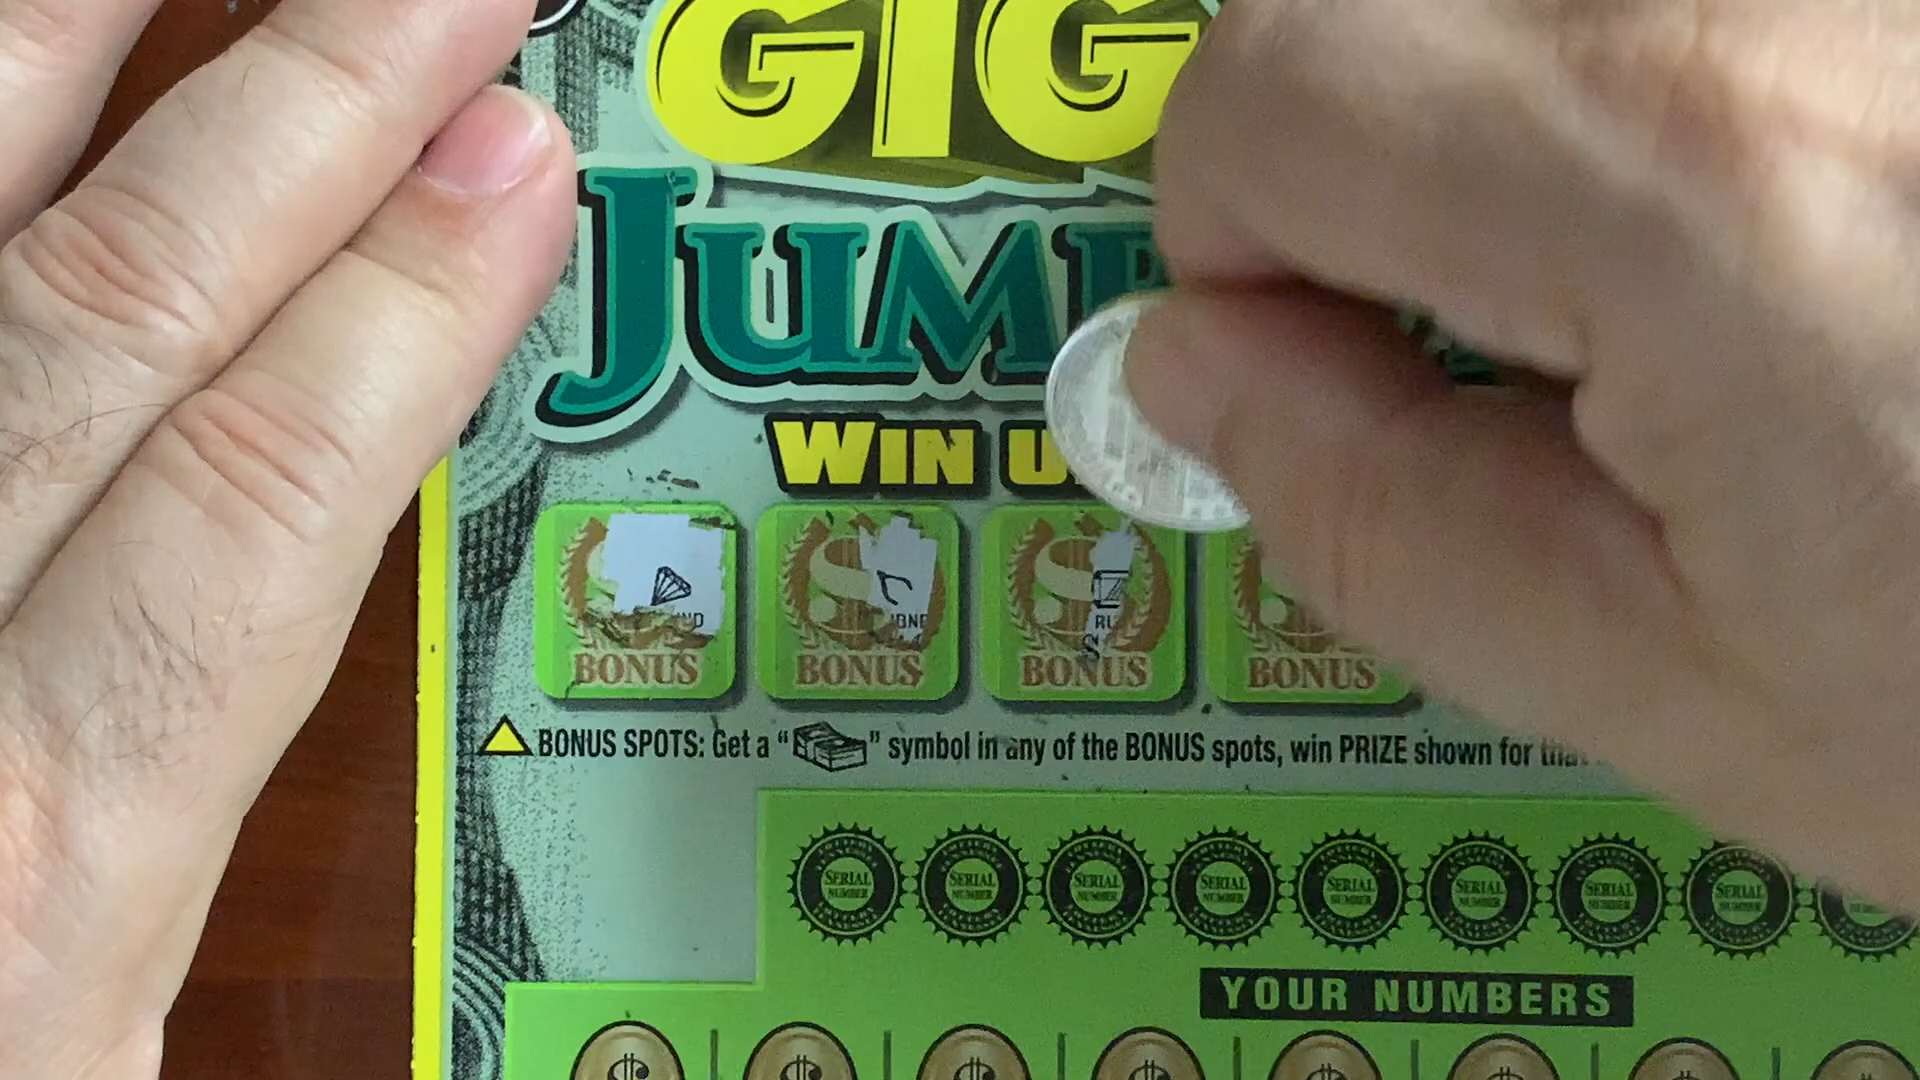 GIG
JUMB
WIN U
BONUS BONUS BONUS BONUS
BONUS SPOTS: Get a " " symbol in any of the BONUS spots, win PRIZE shown for that
SERIAL NUMBER SERIAL NUMBER SERIAL NUMBER SERIAL NUMBER SERIAL NUMBER SERIAL NUMBER SERIAL NUMBER SERIAL NUMBER
YOUR NUMBERS